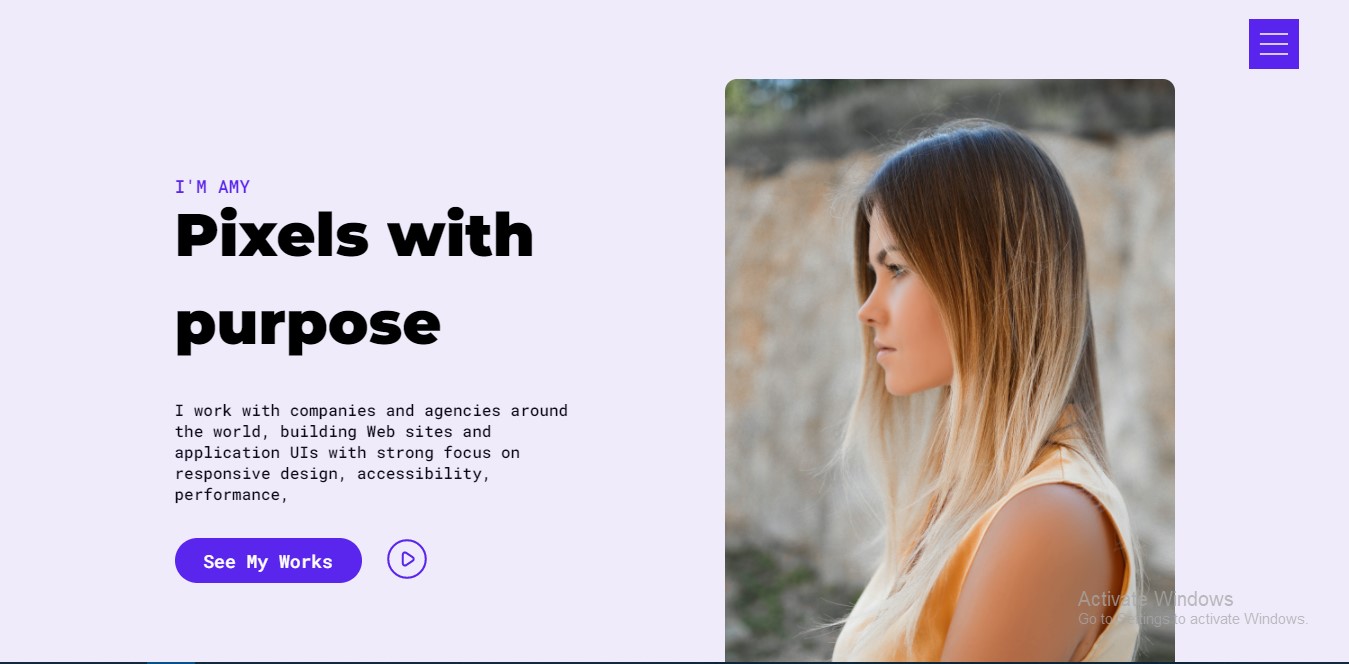 I'M AMY
Pixels with
purpose
I work with companies and agencies around
the world, building Web sites and
application UIs with strong focus on
responsive design, accessibility,
performance,
See My Works
Activate Windows
Go to Settings to activate Windows.